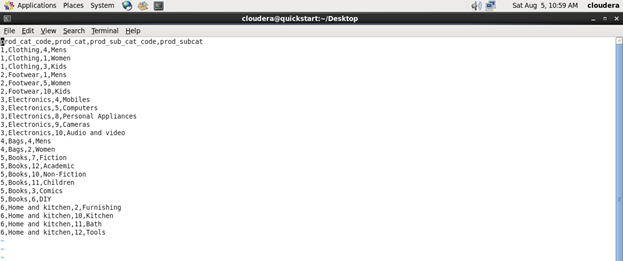 Applications Places System Sat Aug 5, 10:59 AM cloudera
cloudera@quickstart:~/Desktop
File Edit View Search Terminal Help
prod_cat_code,prod_cat,prod_sub_cat_code,prod_subcat
1,Clothing,4,Mens
1,Clothing,1,Women
1,Clothing,3,Kids
2,Footwear,1,Mens
2,Footwear,5,Women
2,Footwear,10,Kids
3,Electronics,4,Mobiles
3,Electronics,5,Computers
3,Electronics,8,Personal Appliances
3,Electronics,9,Cameras
3,Electronics,10,Audio and video
4,Bags,4,Mens
4,Bags,2,Women
5,Books,7,Fiction
5,Books,12,Academic
5,Books,10,Non-Fiction
5,Books,11,Children
5,Books,3,Comics
5,Books,6,DIY
6,Home and kitchen,2,Furnishing
6,Home and kitchen,10,Kitchen
6,Home and kitchen,11,Bath
6,Home and kitchen,12,Tools
~
~
~